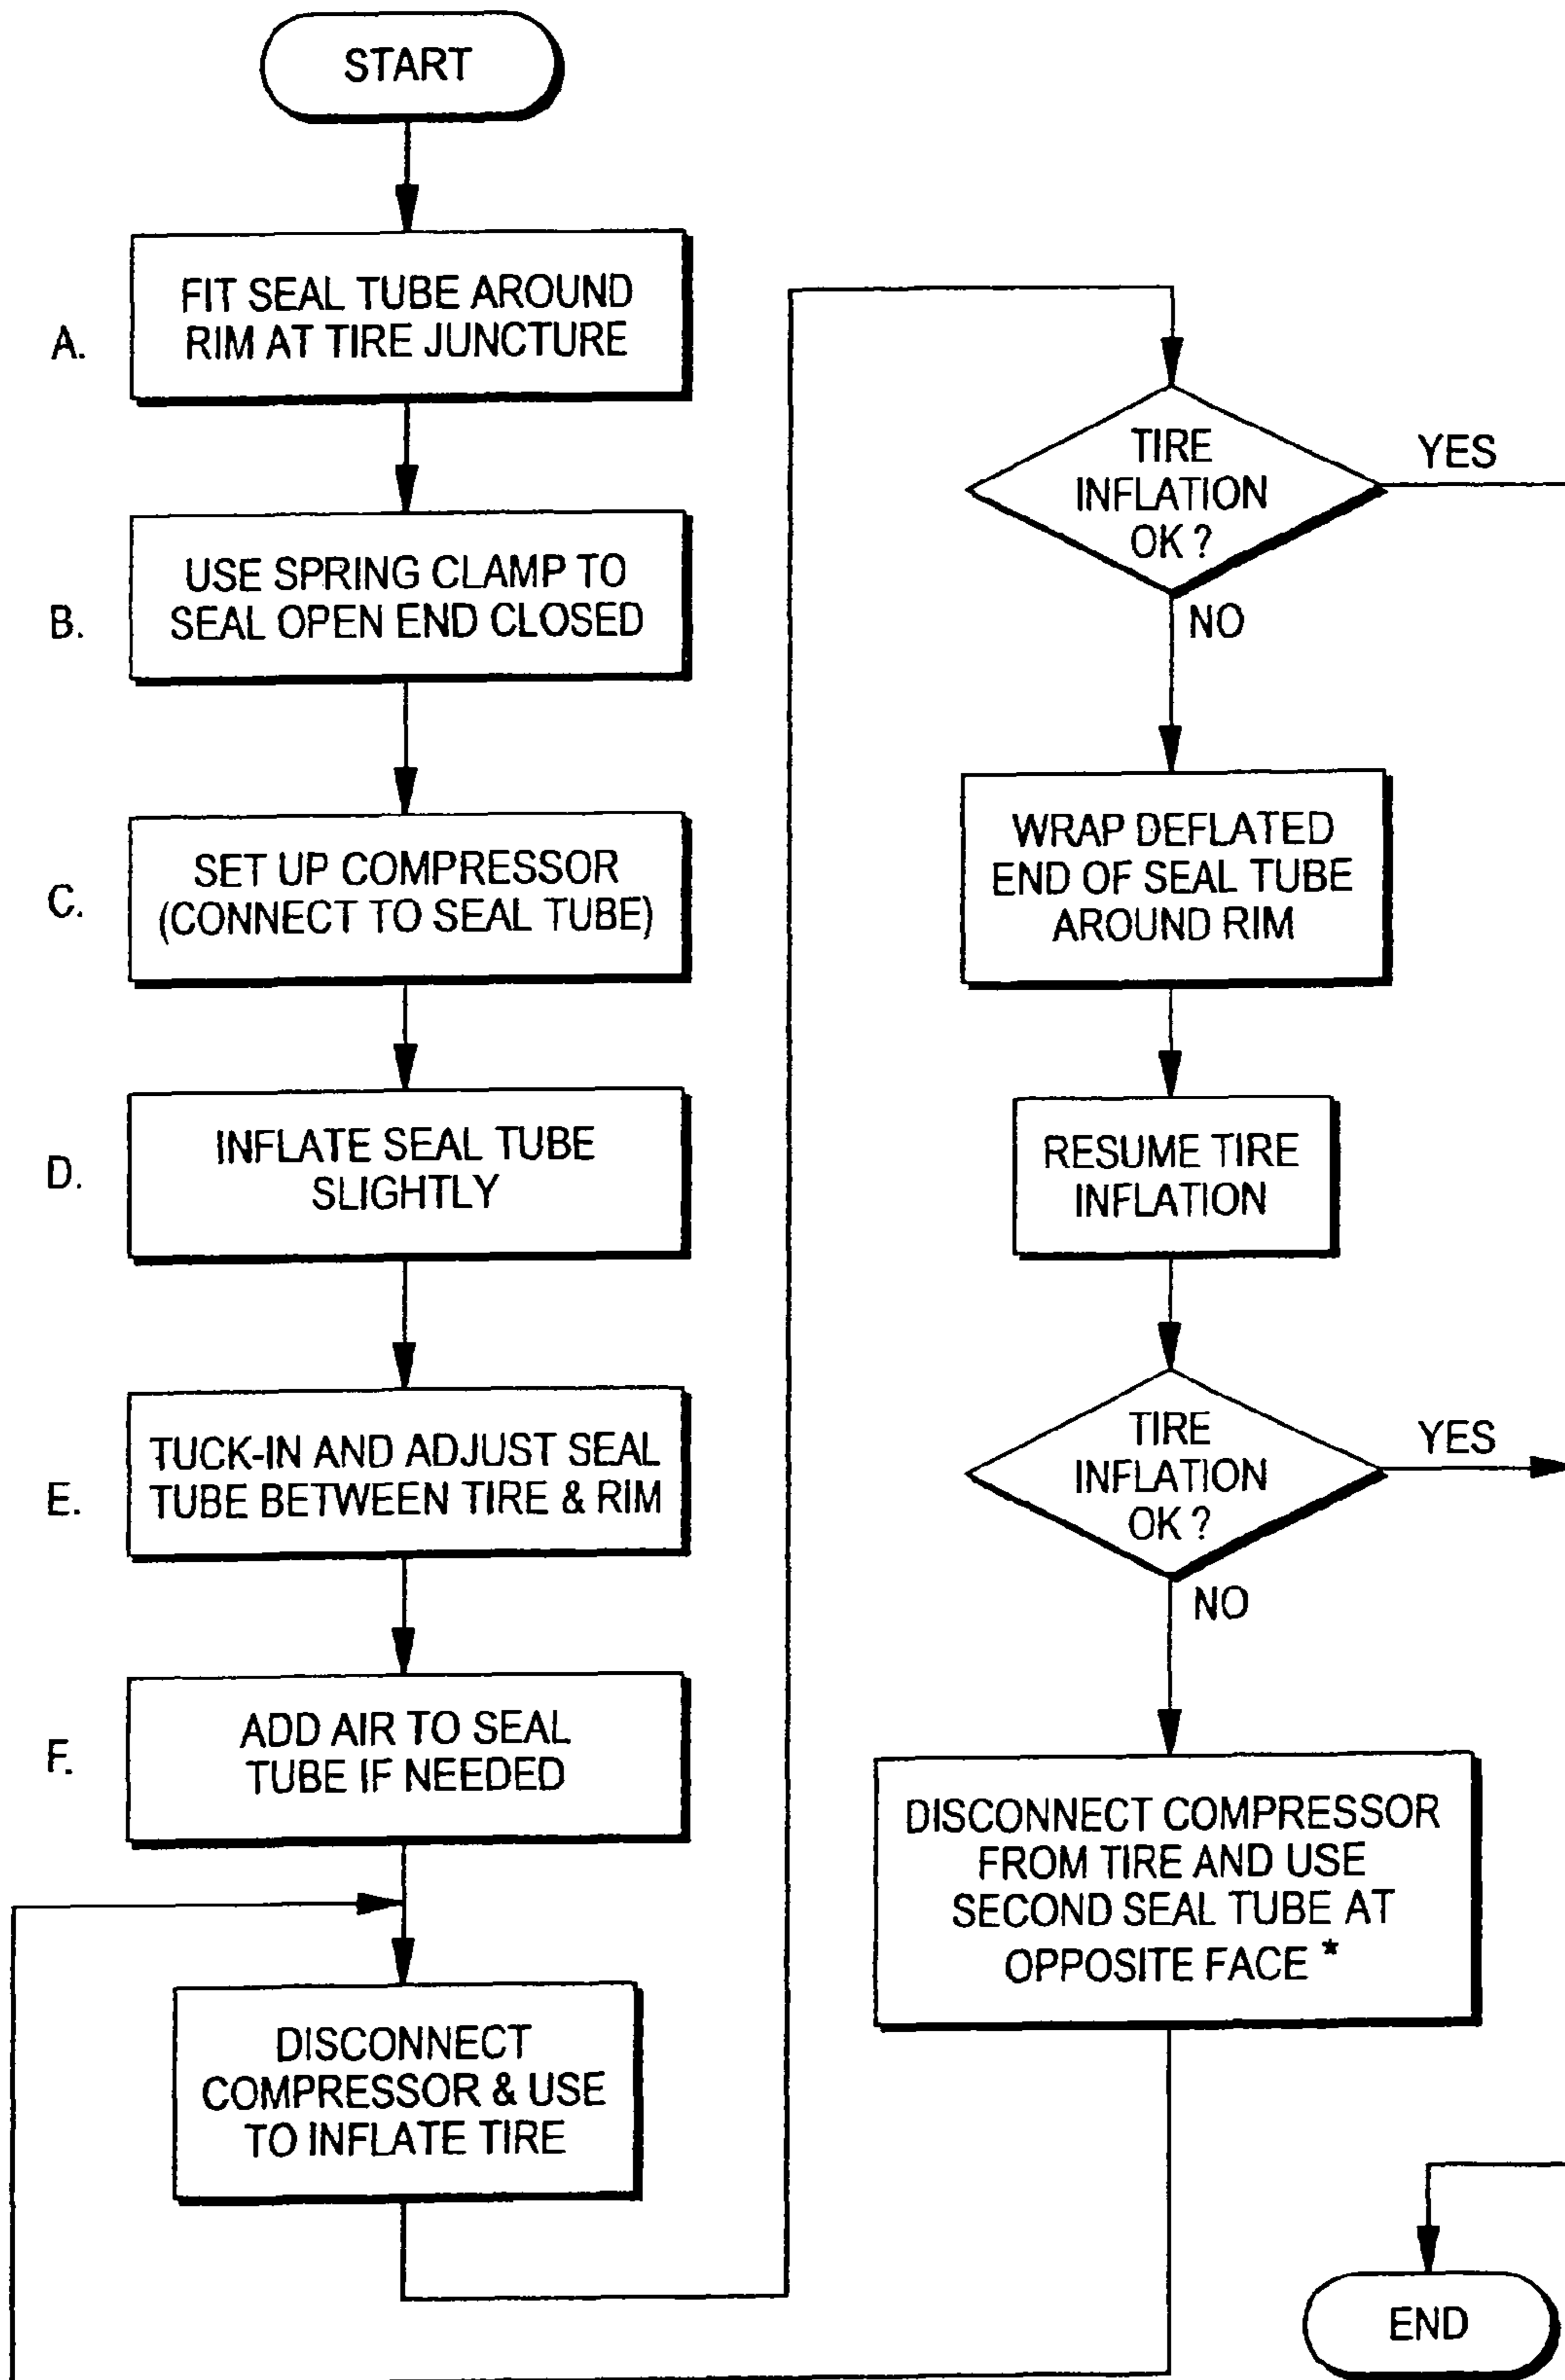 START
A.
FIT SEAL TUBE AROUND
RIM AT TIRE JUNCTURE
B.
USE SPRING CLAMP TO
SEAL OPEN END CLOSED
C.
SET UP COMPRESSOR
(CONNECT TO SEAL TUBE)
D.
INFLATE SEAL TUBE
SLIGHTLY
E.
TUCK-IN AND ADJUST SEAL
TUBE BETWEEN TIRE & RIM
F.
ADD AIR TO SEAL
TUBE IF NEEDED
DISCONNECT
COMPRESSOR & USE
TO INFLATE TIRE
TIRE
INFLATION
OK ?
YES
NO
WRAP DEFLATED
END OF SEAL TUBE
AROUND RIM
RESUME TIRE
INFLATION
TIRE
INFLATION
OK ?
YES
NO
DISCONNECT COMPRESSOR
FROM TIRE AND USE
SECOND SEAL TUBE AT
OPPOSITE FACE *
END